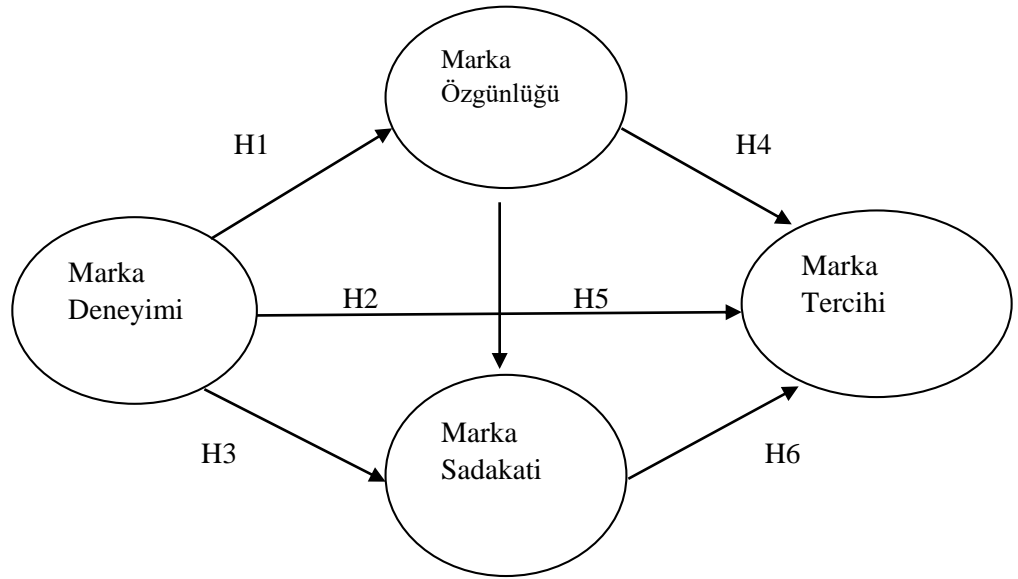 Marka
Özgünlüğü
H1
H4
Marka
Deneyimi
Marka
Tercihi
H2
H5
H3
Marka
Sadakati
H6